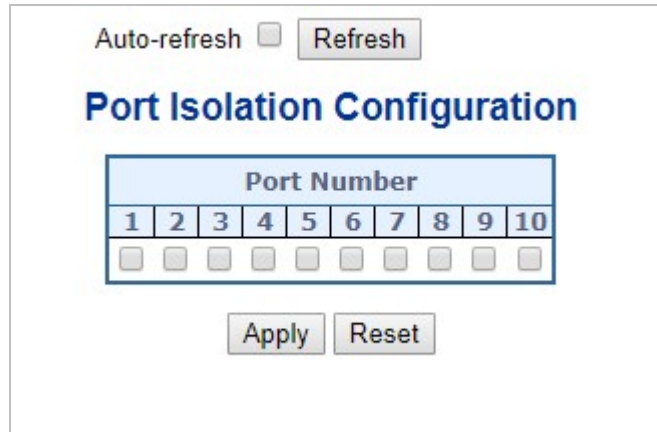 Auto-refresh Refresh
Port Isolation Configuration
Port Number
1 2 3 4 5 6 7 8 9 10
Apply Reset